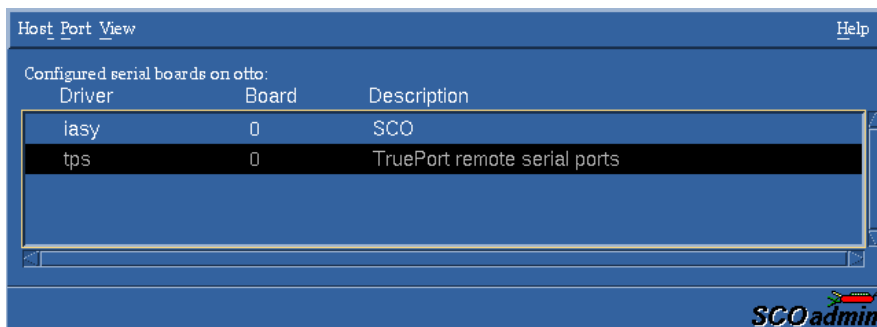 Host Port View Help
Configured serial boards on otto:
Driver Board Description
iasy 0 SCO
tps 0 TruePort remote serial ports
SCOadmin